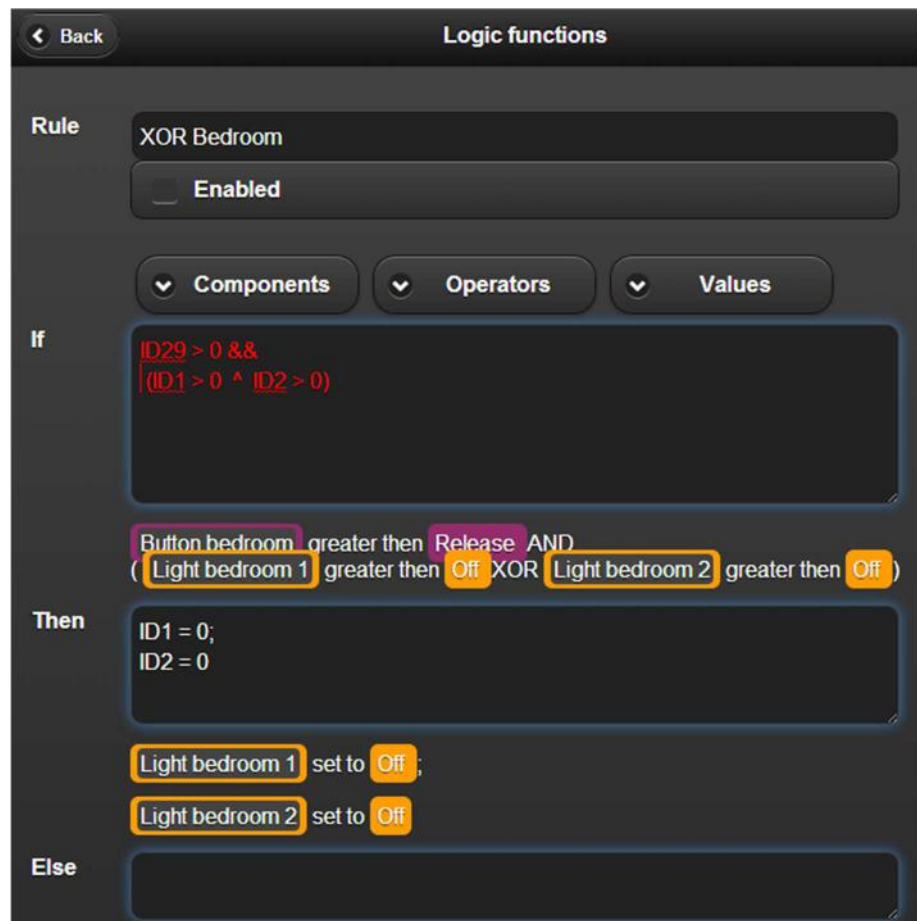 Back
Logic functions
Rule
XOR Bedroom
Enabled
Components
Operators
Values
If
ID29 > 0 &&
(ID1 > 0 ^ ID2 > 0)
Button bedroom greater then Release AND
( Light bedroom 1 greater then Off XOR Light bedroom 2 greater then Off )
Then
ID1 = 0;
ID2 = 0
Light bedroom 1 set to Off ;
Light bedroom 2 set to Off
Else